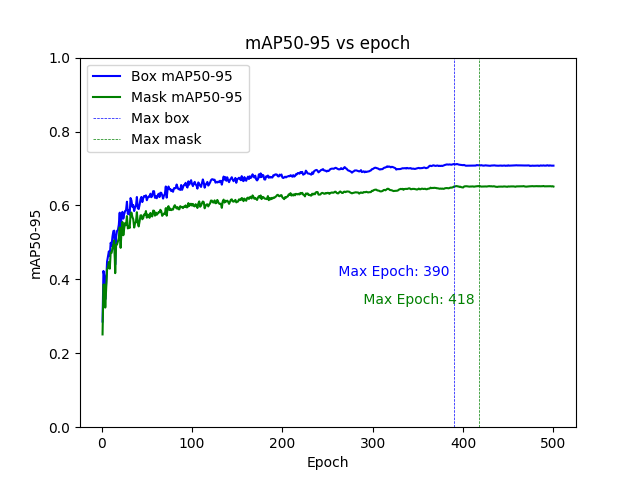 mAP50-95 vs epoch
1.0
0.8
0.6
0.4
0.2
0.0
mAP50-95
Box mAP50-95
Mask mAP50-95
Max box
Max mask
Max Epoch: 390
Max Epoch: 418
0 100 200 300 400 500
Epoch